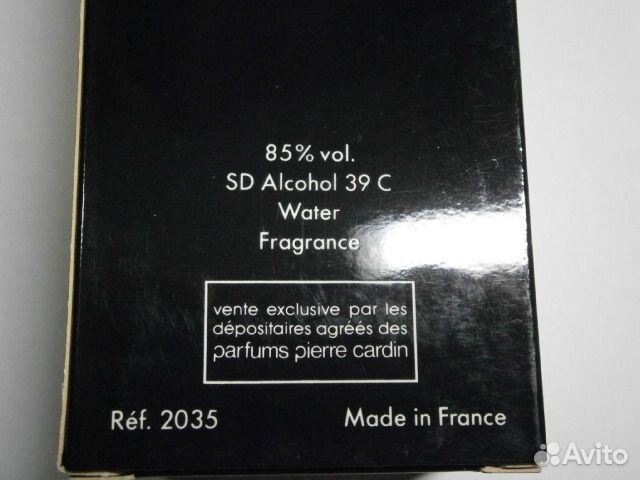 85% vol.
SD Alcohol 39 C
Water
Fragrance
vente exclusive par les
dépositaires agréés des
parfums pierre cardin
Réf. 2035
Made in France
Avito